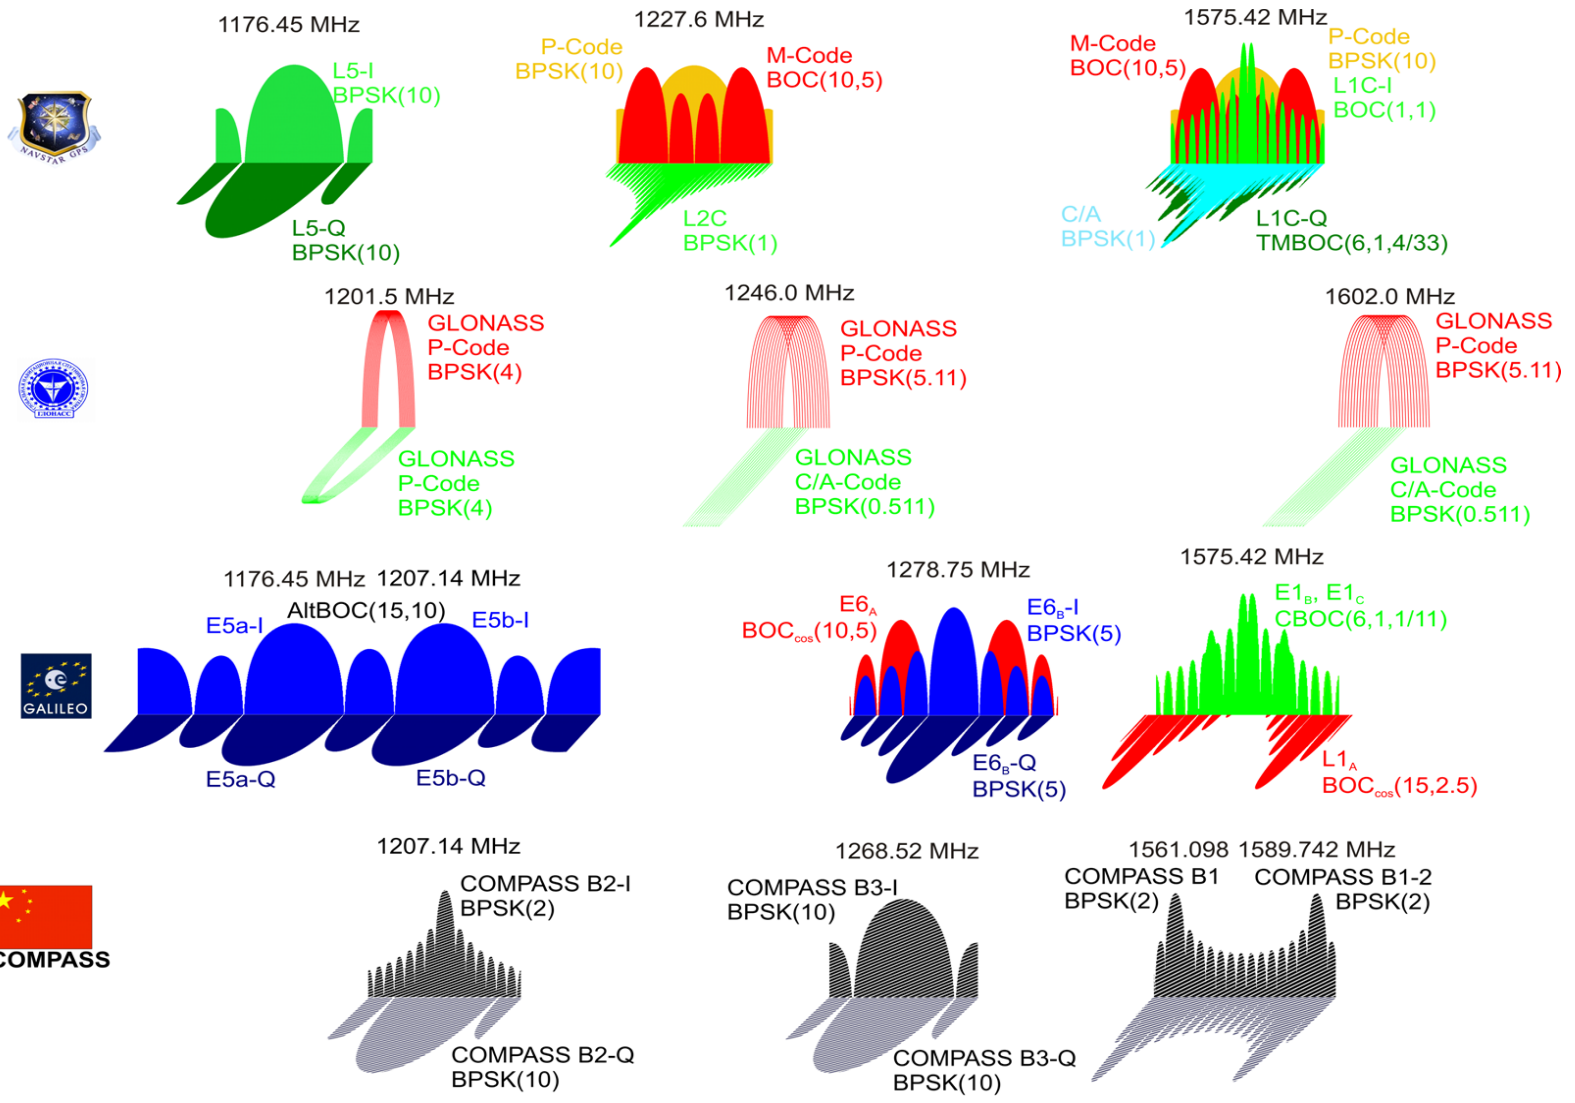 1176.45 MHz
L5-I
BPSK(10)
L5-Q
BPSK(10)
1227.6 MHz
P-Code
BPSK(10)
M-Code
BOC(10,5)
L2C
BPSK(1)
1575.42 MHz
M-Code
BOC(10,5)
P-Code
BPSK(10)
L1C-I
BOC(1,1)
C/A
BPSK(1)
L1C-Q
TMBOC(6,1,4/33)
NAVSTAR GPS
1201.5 MHz
GLONASS
P-Code
BPSK(4)
GLONASS
P-Code
BPSK(4)
1246.0 MHz
GLONASS
P-Code
BPSK(5.11)
GLONASS
C/A-Code
BPSK(0.511)
1602.0 MHz
GLONASS
P-Code
BPSK(5.11)
GLONASS
C/A-Code
BPSK(0.511)
ГЛОНАСС
1176.45 MHz 1207.14 MHz
AltBOC(15,10)
E5a-I
E5b-I
E5a-Q
E5b-Q
1278.75 MHz
E6A
BOCcos(10,5)
E6B-I
BPSK(5)
E6B-Q
BPSK(5)
1575.42 MHz
E1B, E1C
CBOC(6,1,1/11)
L1A
BOCcos(15,2.5)
esa
GALILEO
1207.14 MHz
COMPASS B2-I
BPSK(2)
COMPASS B2-Q
BPSK(10)
1268.52 MHz
COMPASS B3-I
BPSK(10)
COMPASS B3-Q
BPSK(10)
1561.098 1589.742 MHz
COMPASS B1
BPSK(2)
COMPASS B1-2
BPSK(2)
COMPASS